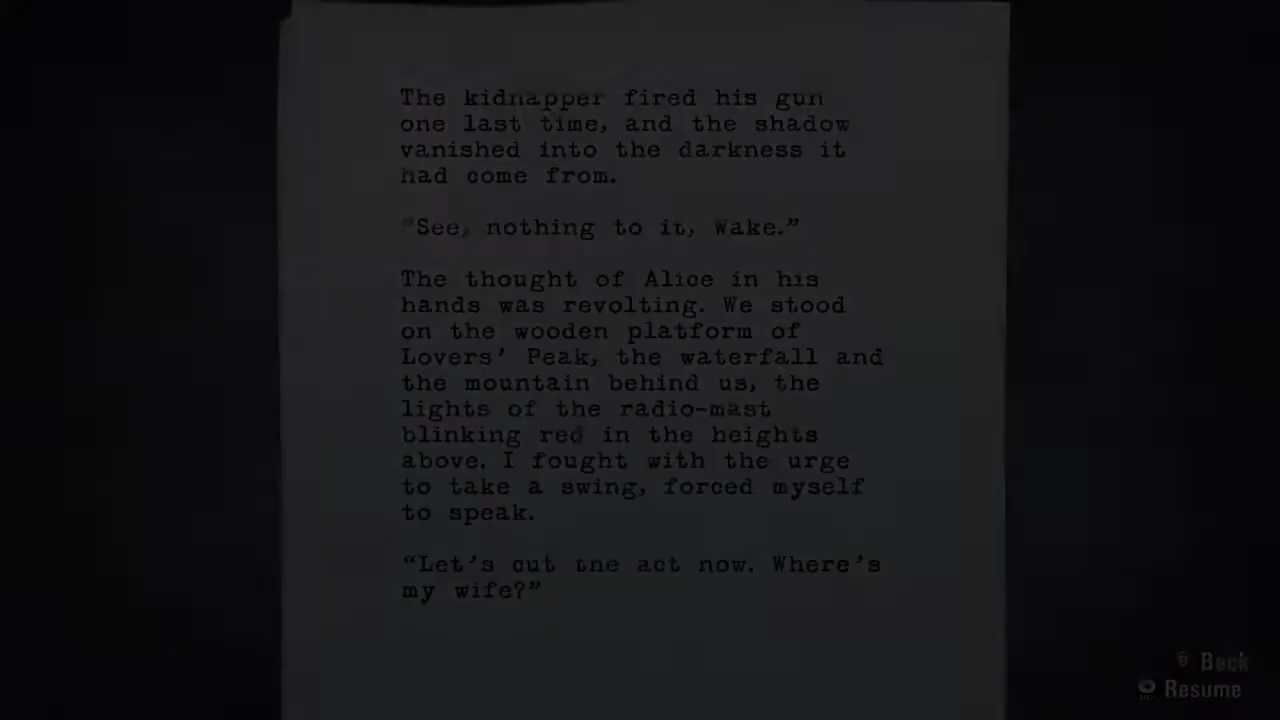 The kidnapper fired his gun
one last time, and the shadow
vanished into the darkness it
had come from.
“See, nothing to it, Wake.”
The thought of Alice in his
hands was revolting. We stood
on the wooden platform of
Lovers’ Peak, the waterfall and
the mountain behind us, the
lights of the radio-mast
blinking red in the heights
above. I fought with the urge
to take a swing, forced myself
to speak.
“Let’s cut the act now. Where’s
my wife?”
Back
Resume